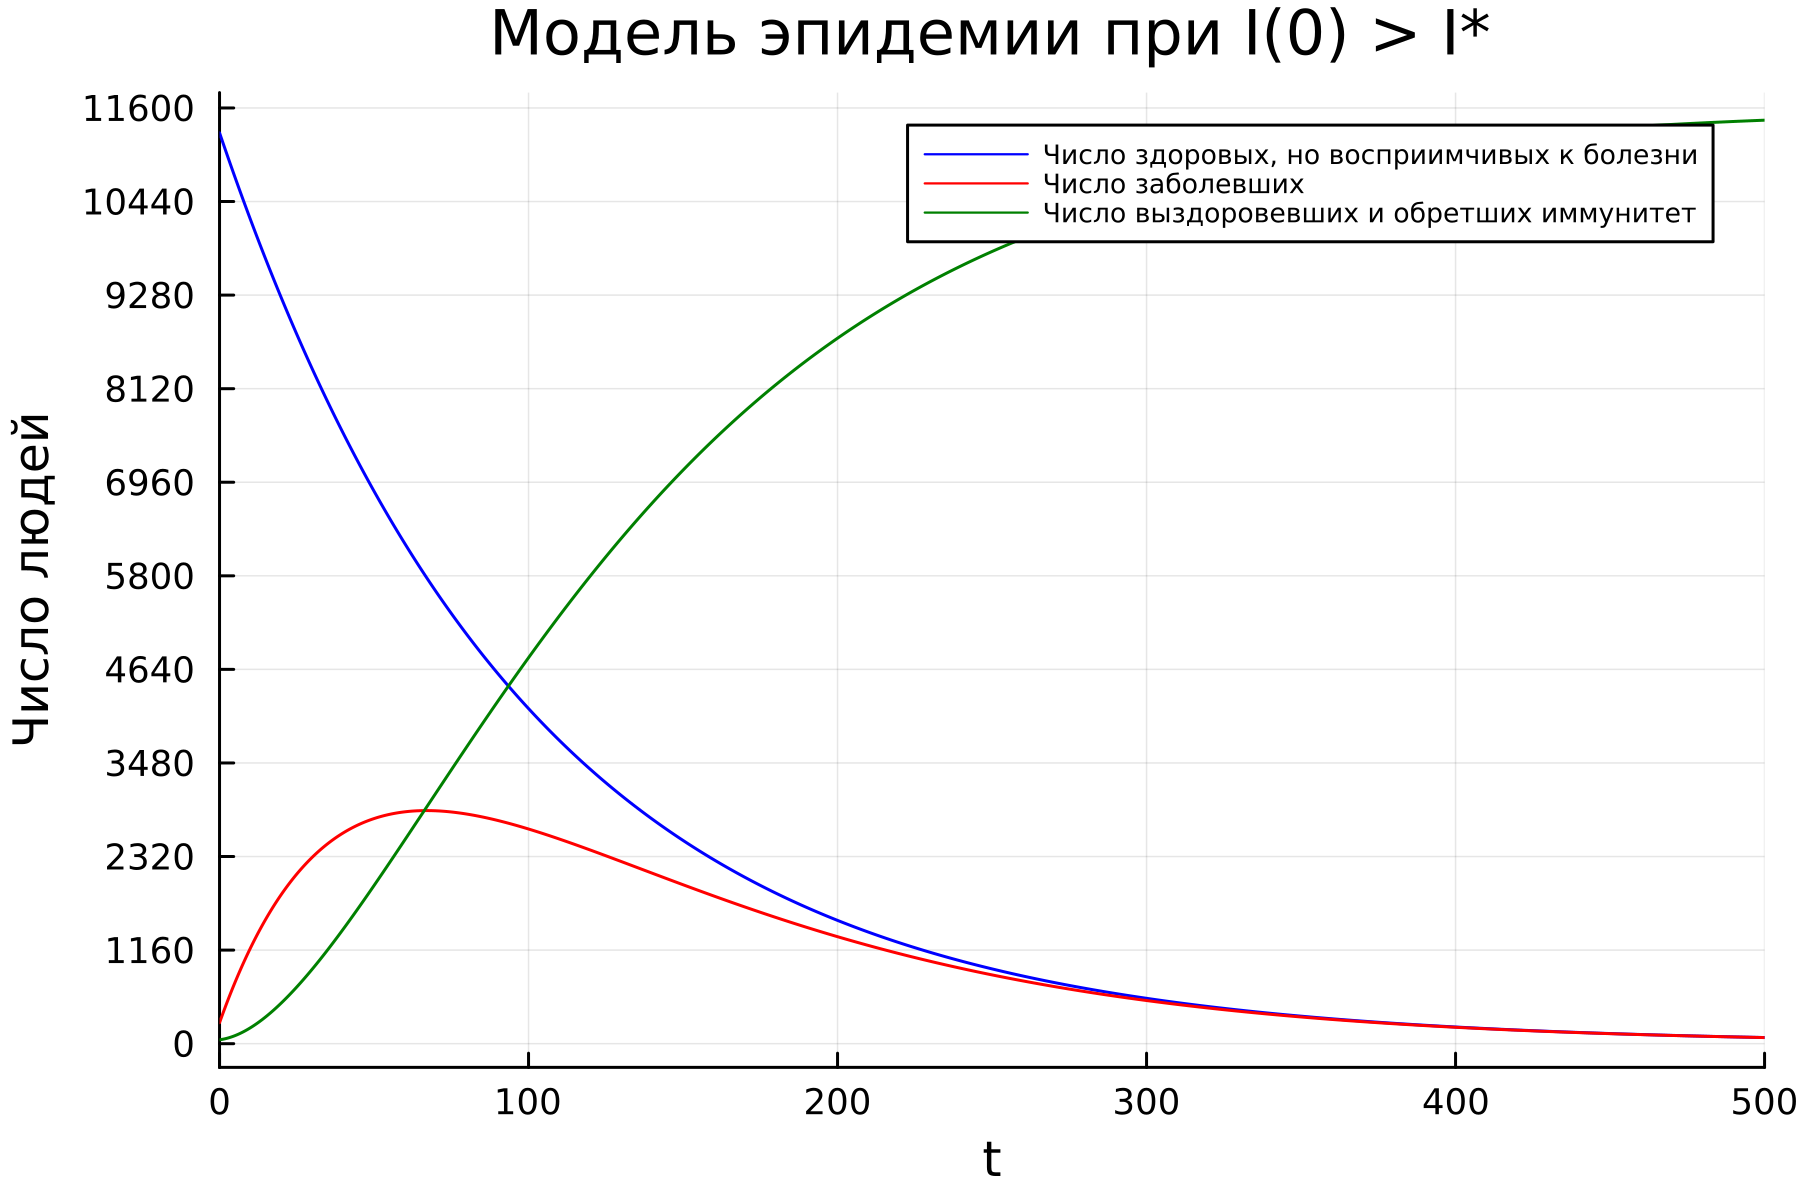 Модель эпидемии при I(0) > I*
11600
10440
9280
8120
6960
5800
4640
3480
2320
1160
0
Число людей
Число здоровых, но восприимчивых к болезни
Число заболевших
Число выздоровевших и обретших иммунитет
0 100 200 300 400 500
t